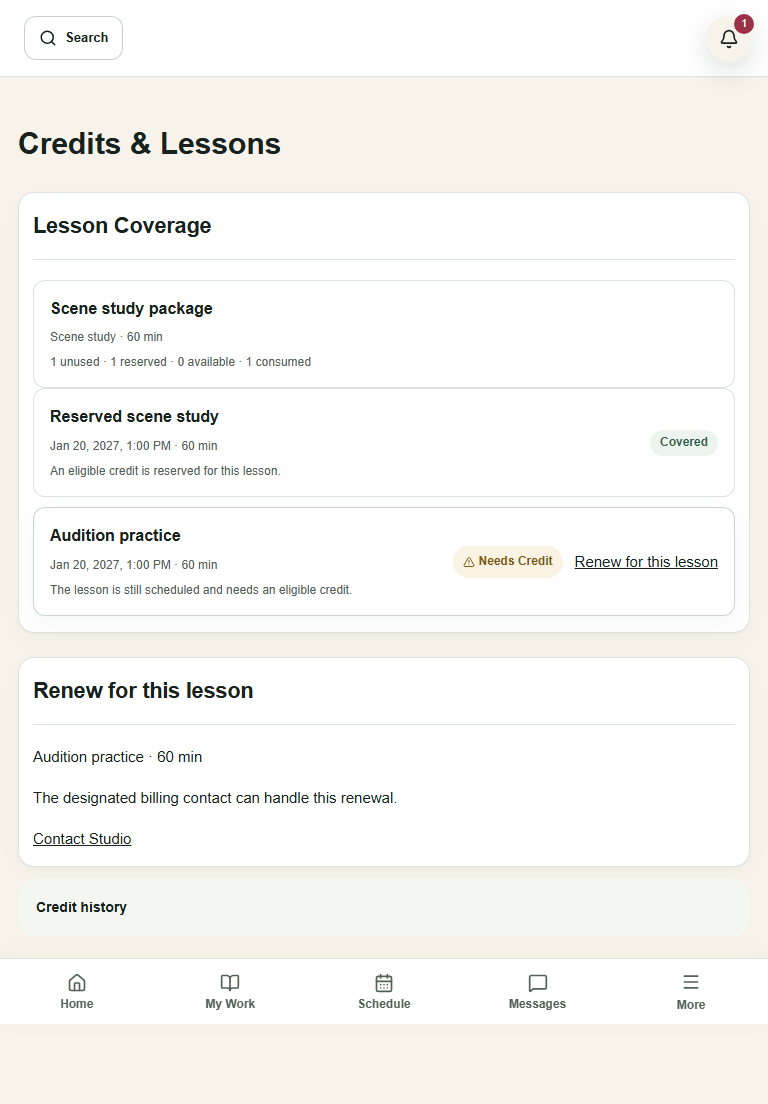 Search
1
Credits & Lessons
Lesson Coverage
Scene study package
Scene study · 60 min
1 unused · 1 reserved · 0 available · 1 consumed
Reserved scene study
Jan 20, 2027, 1:00 PM · 60 min
An eligible credit is reserved for this lesson.
Covered
Audition practice
Jan 20, 2027, 1:00 PM · 60 min
The lesson is still scheduled and needs an eligible credit.
Needs Credit
Renew for this lesson
Renew for this lesson
Audition practice · 60 min
The designated billing contact can handle this renewal.
Contact Studio
Credit history
Home
My Work
Schedule
Messages
More